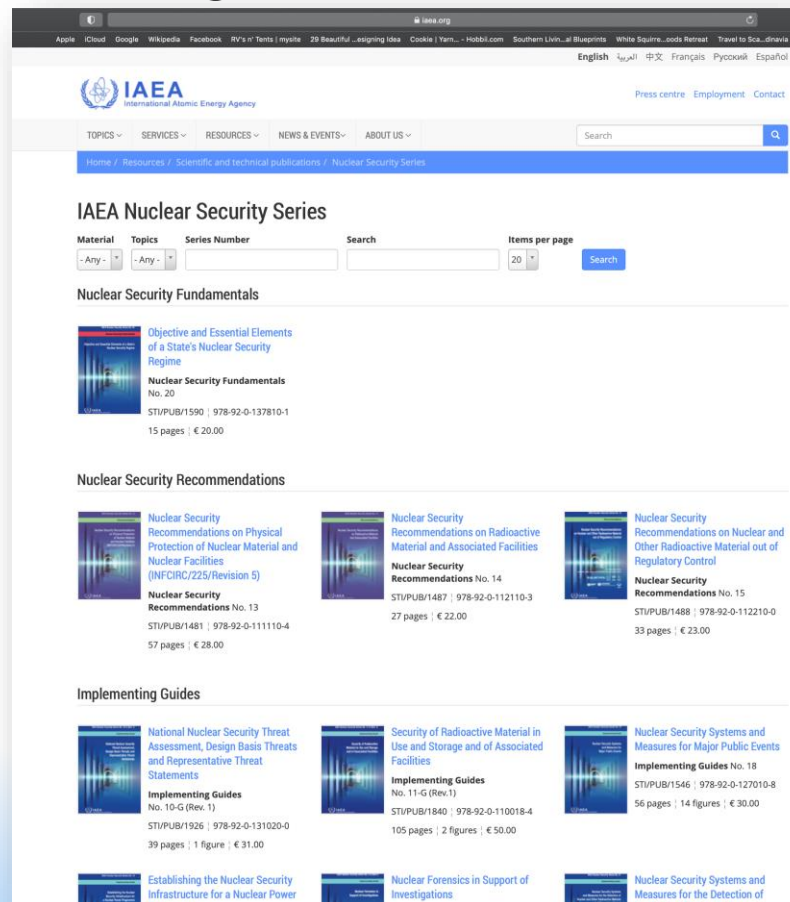 iaea.org
Apple iCloud Google Wikipedia Facebook RV's n' Tents | mysite 29 Beautiful ...esigning Idea Cookie | Yarn... - Hobbii.com Southern Livin...al Blueprints White Squirre...oods Retreat Travel to Sca...dinavia
English العربية 中文 Français Русский Español
IAEA
International Atomic Energy Agency
Press centre Employment Contact
TOPICS SERVICES RESOURCES NEWS & EVENTS ABOUT US
Search
Home / Resources / Scientific and technical publications / Nuclear Security Series
IAEA Nuclear Security Series
Material Topics Series Number Search Items per page
- Any - - Any - 20 Search
Nuclear Security Fundamentals
Objective and Essential Elements
of a State's Nuclear Security
Regime
Nuclear Security Fundamentals
No. 20
STI/PUB/1590 ¦ 978-92-0-137810-1
15 pages ¦ € 20.00
Nuclear Security Recommendations
Nuclear Security
Recommendations on Physical
Protection of Nuclear Material and
Nuclear Facilities
(INFCIRC/225/Revision 5)
Nuclear Security
Recommendations No. 13
STI/PUB/1481 ¦ 978-92-0-111110-4
57 pages ¦ € 28.00
Nuclear Security
Recommendations on Radioactive
Material and Associated Facilities
Nuclear Security
Recommendations No. 14
STI/PUB/1487 ¦ 978-92-0-112110-3
27 pages ¦ € 22.00
Nuclear Security
Recommendations on Nuclear and
Other Radioactive Material out of
Regulatory Control
Nuclear Security
Recommendations No. 15
STI/PUB/1488 ¦ 978-92-0-112210-0
33 pages ¦ € 23.00
Implementing Guides
National Nuclear Security Threat
Assessment, Design Basis Threats
and Representative Threat
Statements
Implementing Guides
No. 10-G (Rev. 1)
STI/PUB/1926 ¦ 978-92-0-131020-0
39 pages ¦ 1 figure ¦ € 31.00
Security of Radioactive Material in
Use and Storage and of Associated
Facilities
Implementing Guides
No. 11-G (Rev.1)
STI/PUB/1840 ¦ 978-92-0-110018-4
105 pages ¦ 2 figures ¦ € 50.00
Nuclear Security Systems and
Measures for Major Public Events
Implementing Guides No. 18
STI/PUB/1546 ¦ 978-92-0-127010-8
56 pages ¦ 14 figures ¦ € 30.00
Establishing the Nuclear Security
Infrastructure for a Nuclear Power
Nuclear Forensics in Support of
Investigations
Nuclear Security Systems and
Measures for the Detection of